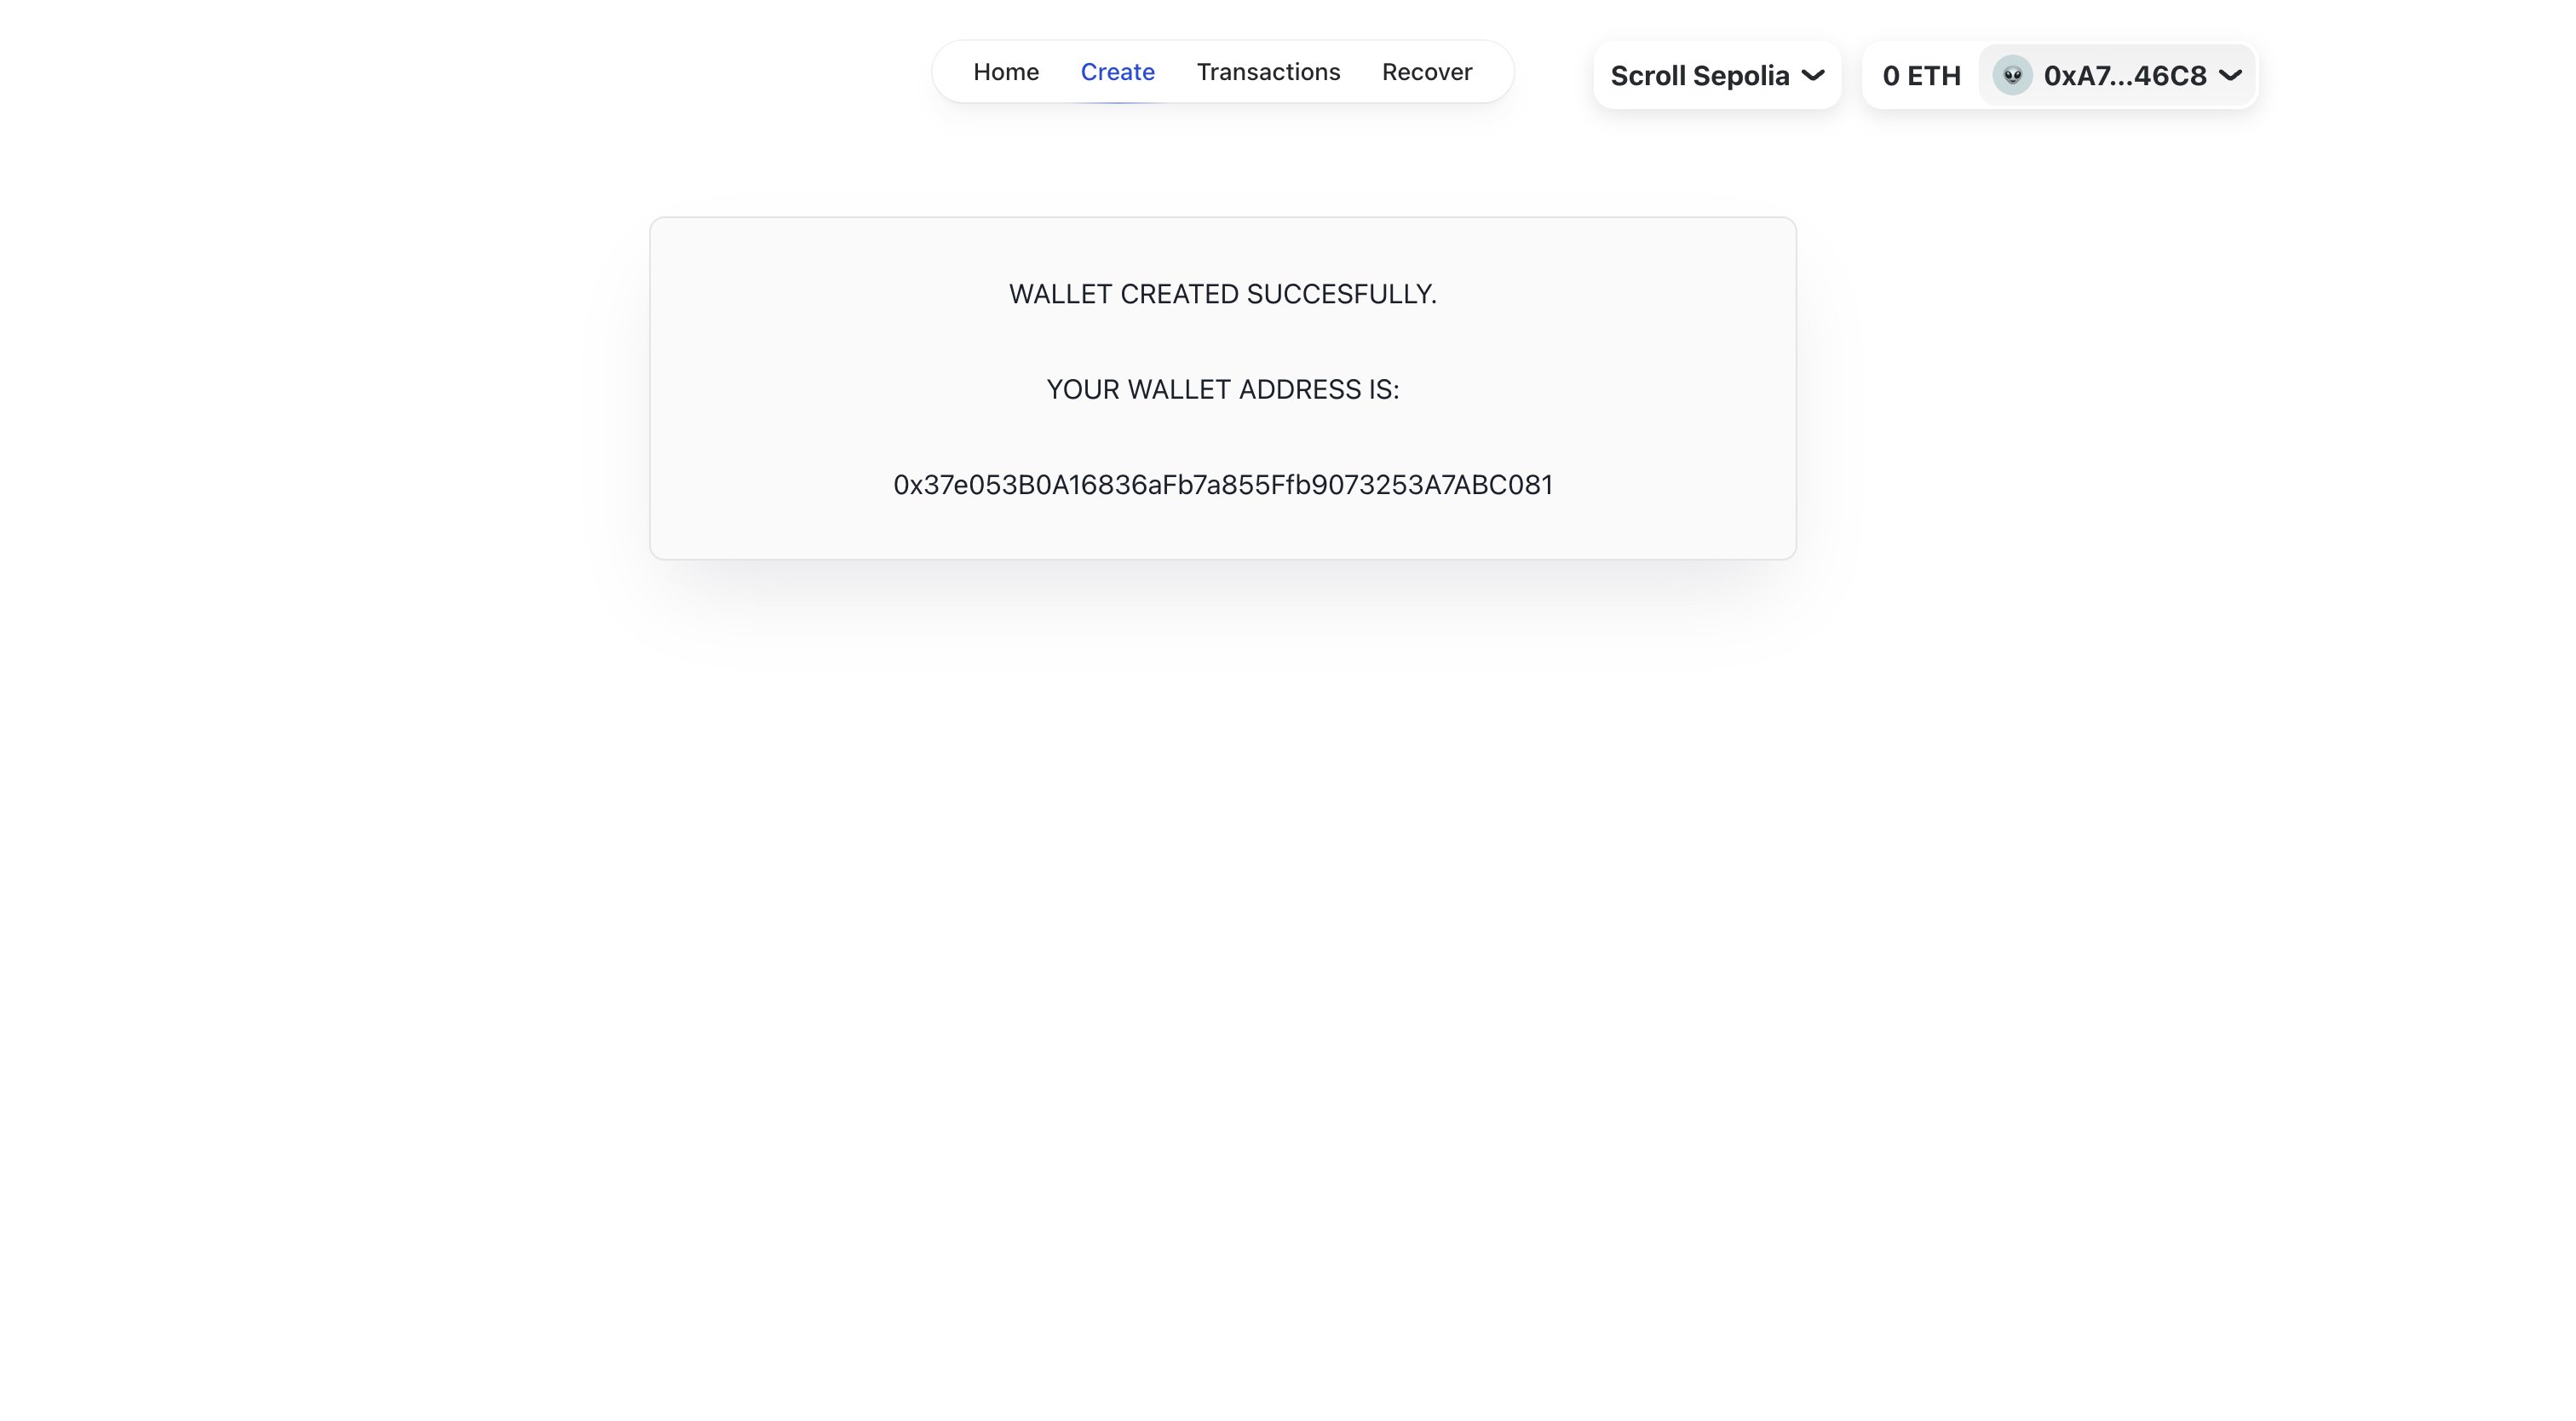 Home Create Transactions Recover
Scroll Sepolia
0 ETH 0xA7...46C8
WALLET CREATED SUCCESFULLY.
YOUR WALLET ADDRESS IS:
0x37e053B0A16836aFb7a855Ffb9073253A7ABC081